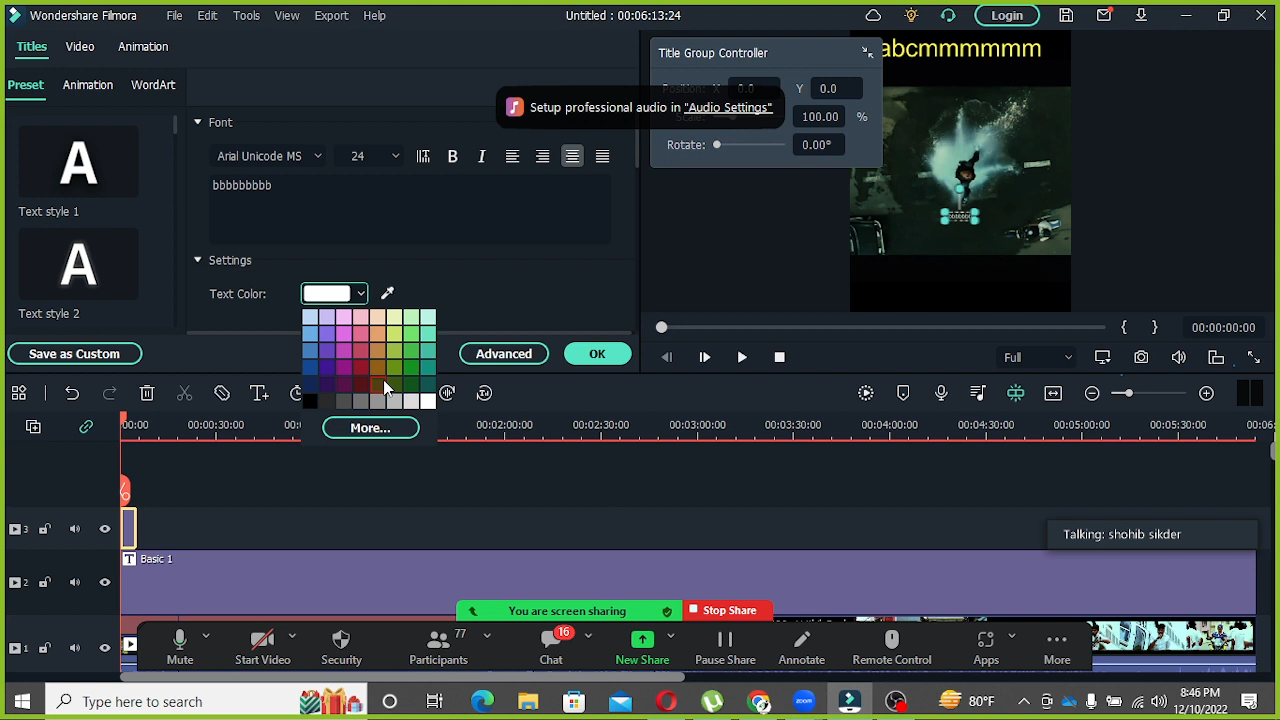 Wondershare Filmora File Edit Tools View Export Help Untitled : 00:06:13:24 Login
Titles Video Animation
Preset Animation WordArt
Text style 1
Text style 2
Save as Custom
Font
Arial Unicode MS 24 B I
bbbbbbbbb
Settings
Text Color:
More...
Advanced OK
Title Group Controller
Position: X 0.0 Y 0.0
Scale: 100.00 %
Rotate: 0.00°
Setup professional audio in "Audio Settings"
abcmmmmmm
{ } 00:00:00:00
Full
00:00 00:00:30:00 00:02:00:00 00:02:30:00 00:03:00:00 00:03:30:00 00:04:00:00 00:04:30:00 00:05:00:00 00:05:30:00 00:06:
3
Talking: shohib sikder
T Basic 1
2
You are screen sharing Stop Share
1
77 16
Mute Start Video Security Participants Chat New Share Pause Share Annotate Remote Control Apps More
Type here to search zoom 80°F 8:46 PM
12/10/2022